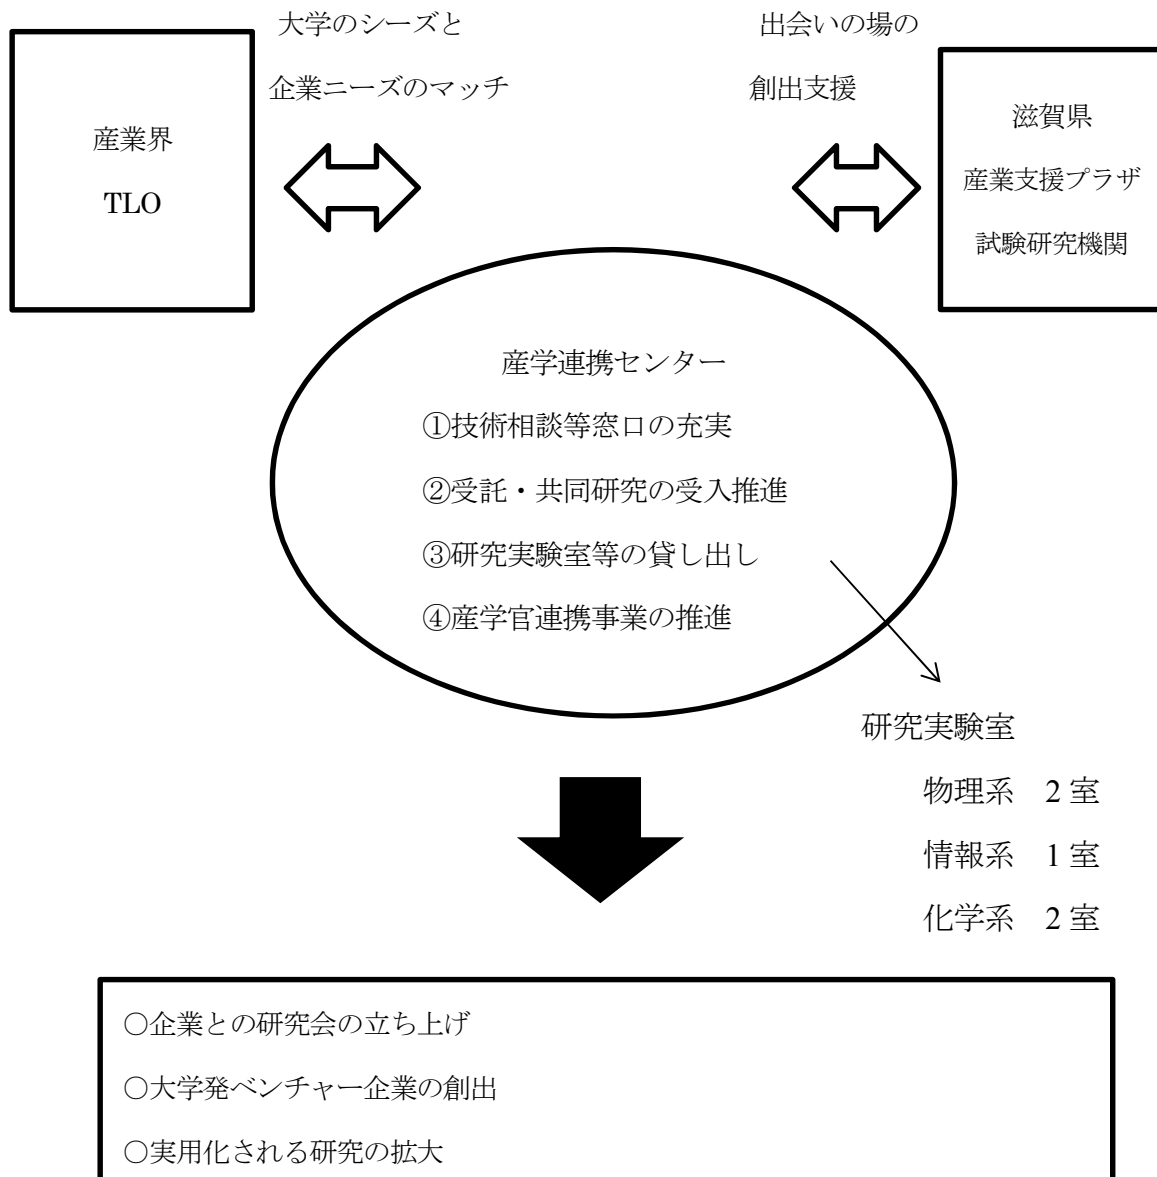 大学のシーズと
企業ニーズのマッチ
出会いの場の
創出支援
産業界
TLO
滋賀県
産業支援プラザ
試験研究機関
産学連携センター
①技術相談等窓口の充実
②受託・共同研究の受入推進
③研究実験室等の貸し出し
④産学官連携事業の推進
研究実験室
物理系 2 室
情報系 1 室
化学系 2 室
○企業との研究会の立ち上げ
○大学発ベンチャー企業の創出
○実用化される研究の拡大